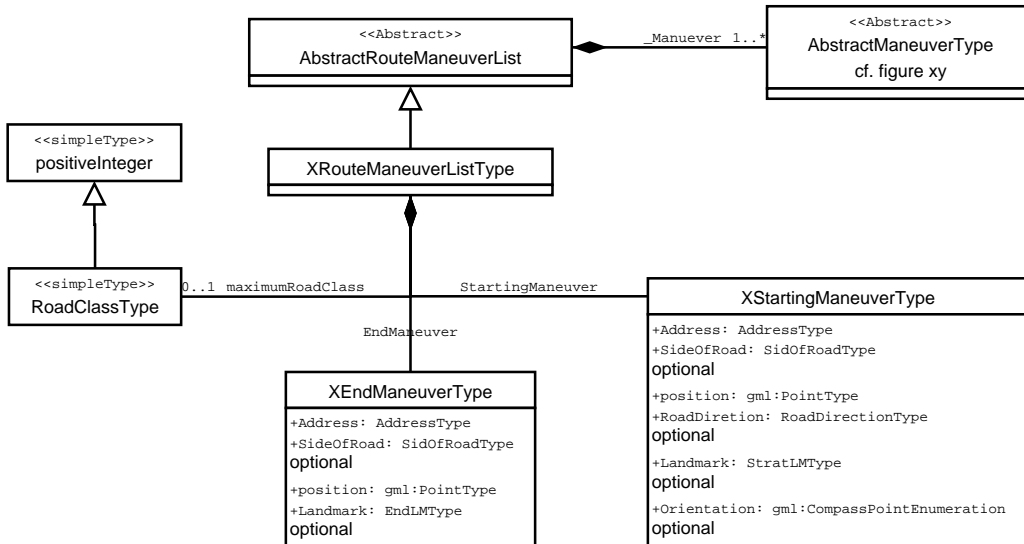 <<Abstract>>
AbstractRouteManeuverList
_Manuever 1..*
<<Abstract>>
AbstractManeuverType
cf. figure xy
<<simpleType>>
positiveInteger
XRouteManeuverListType
<<simpleType>>
RoadClassType
0..1 maximumRoadClass
StartingManeuver
EndManeuver
XStartingManeuverType
+Address: AddressType
+SideOfRoad: SidOfRoadType
optional
+position: gml:PointType
+RoadDiretion: RoadDirectionType
optional
+Landmark: StratLMType
optional
+Orientation: gml:CompassPointEnumeration
optional
XEndManeuverType
+Address: AddressType
+SideOfRoad: SidOfRoadType
optional
+position: gml:PointType
+Landmark: EndLMType
optional